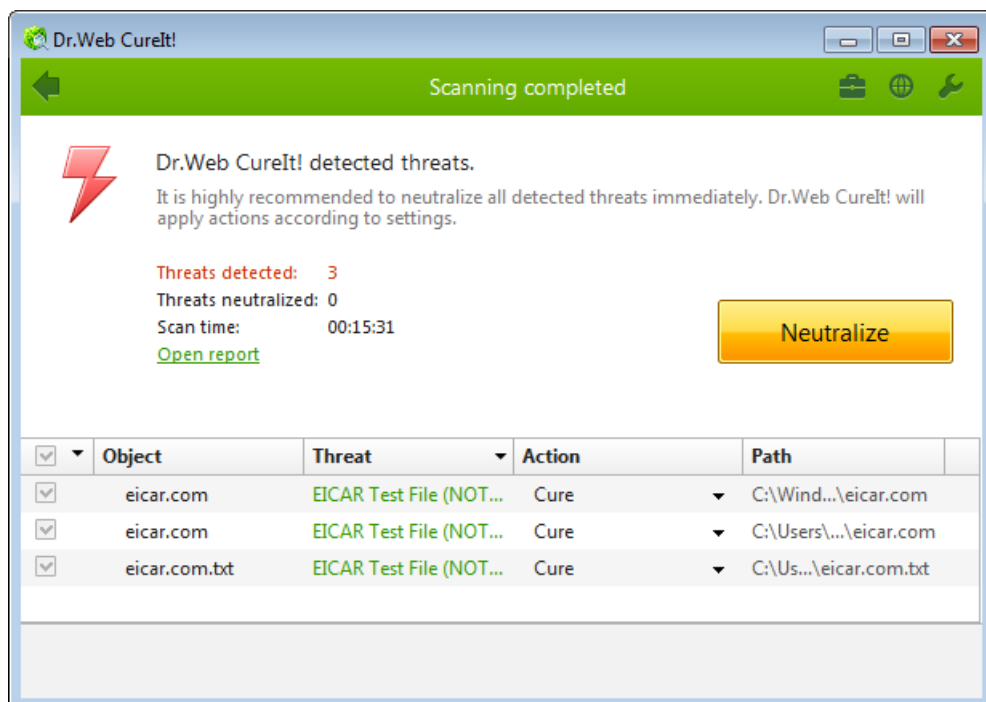 Dr.Web CureIt!
Scanning completed
Dr.Web CureIt! detected threats.
It is highly recommended to neutralize all detected threats immediately. Dr.Web CureIt! will
apply actions according to settings.
Threats detected: 3
Threats neutralized: 0
Scan time: 00:15:31
Open report
Neutralize
Object Threat Action Path
eicar.com EICAR Test File (NOT... Cure C:\Wind...\eicar.com
eicar.com EICAR Test File (NOT... Cure C:\Users\...\eicar.com
eicar.com.txt EICAR Test File (NOT... Cure C:\Us...\eicar.com.txt